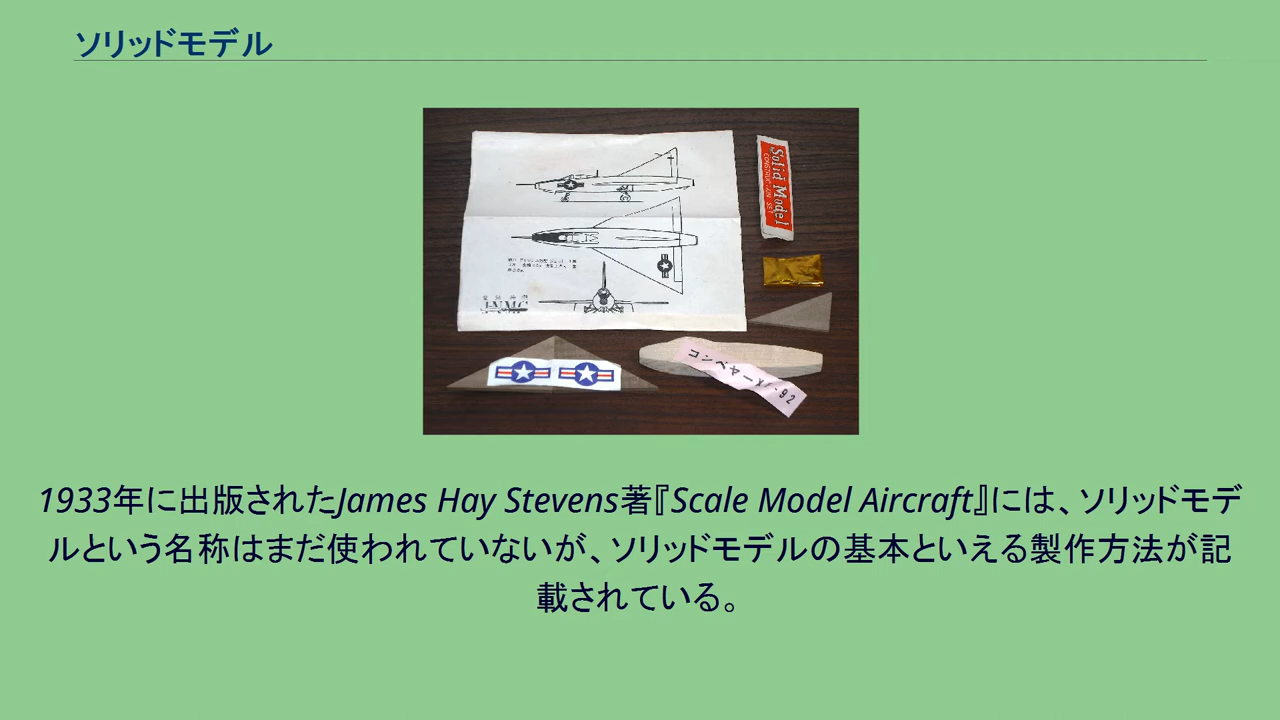 ソリッドモデル
Solid Model
CONSTRUCTION SET
コンベヤー
-92
1933年に出版されたJames Hay Stevens著『Scale Model Aircraft』には、ソリッドモデ
ルという名称はまだ使われていないが、ソリッドモデルの基本といえる製作方法が記
載されている。